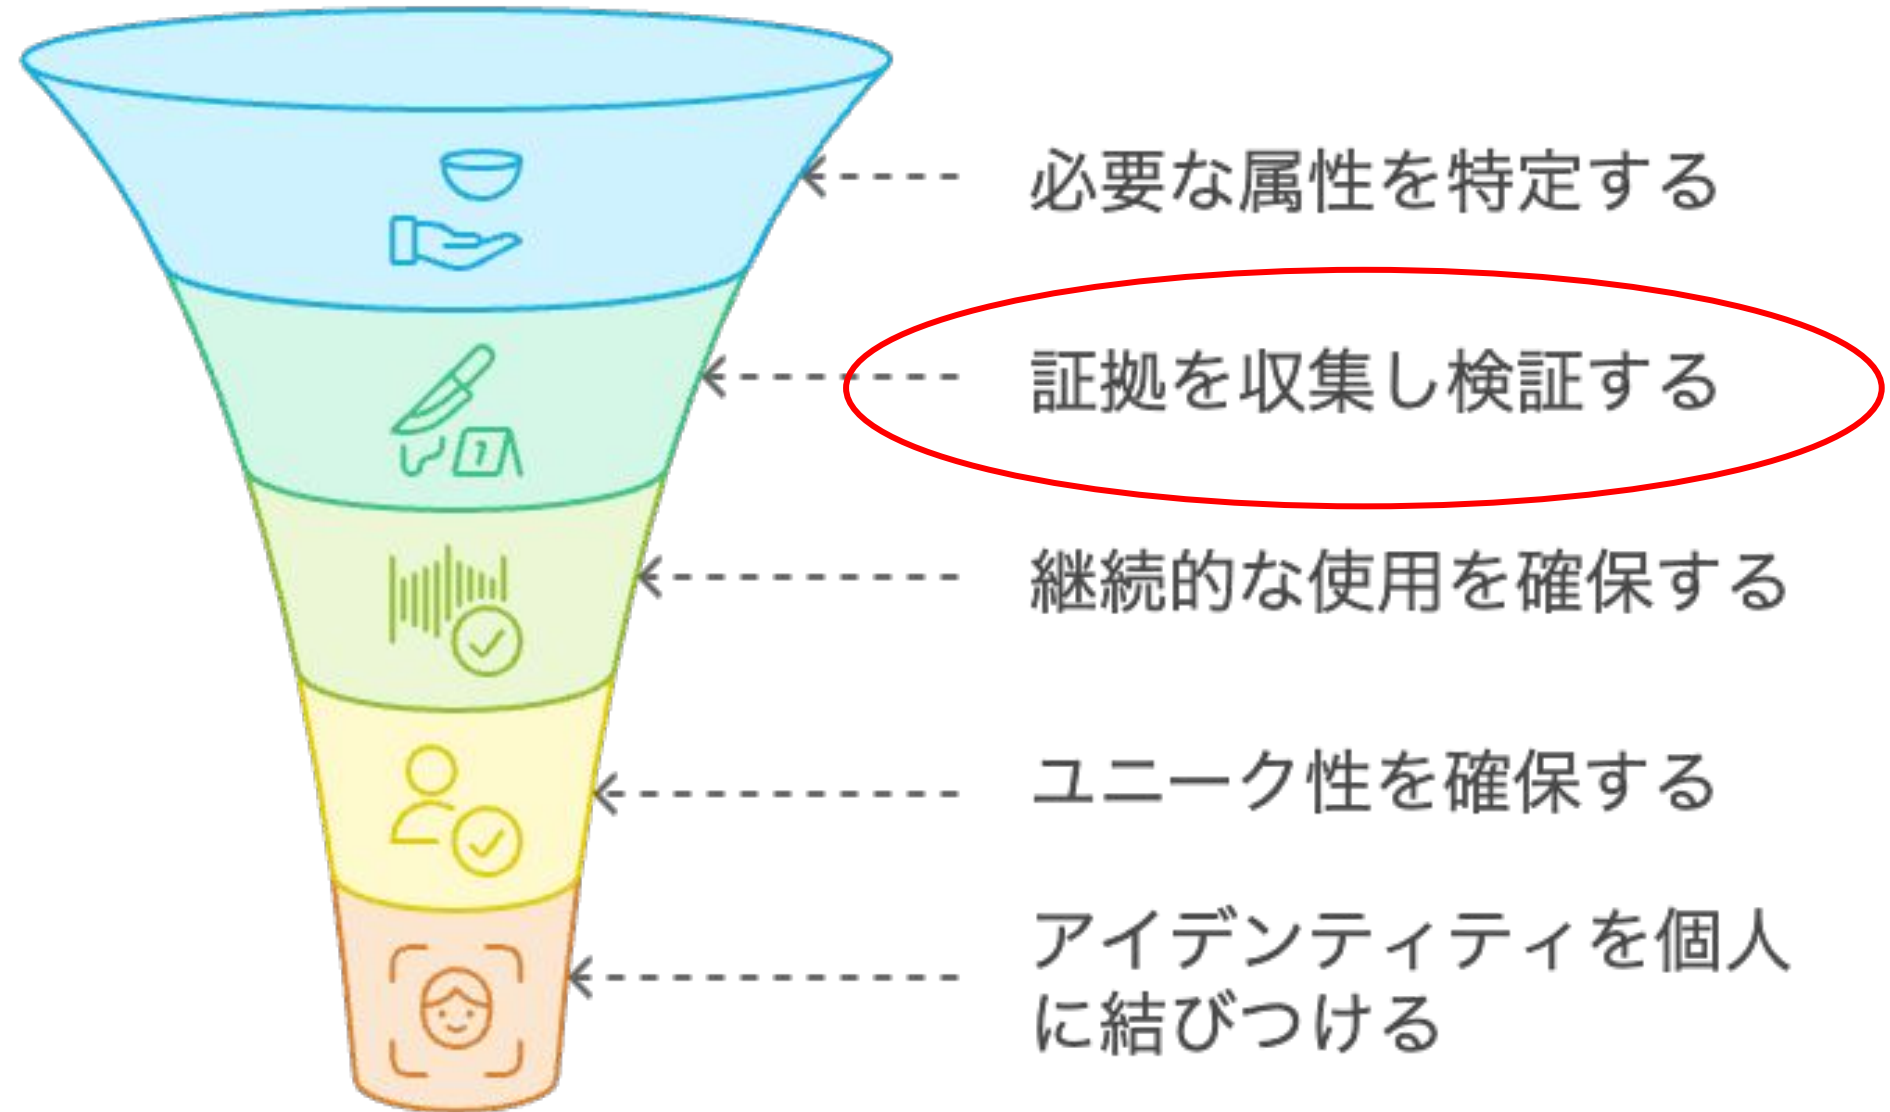 必要な属性を特定する
証拠を収集し検証する
継続的な使用を確保する
ユニーク性を確保する
アイデンティティを個人
に結びつける